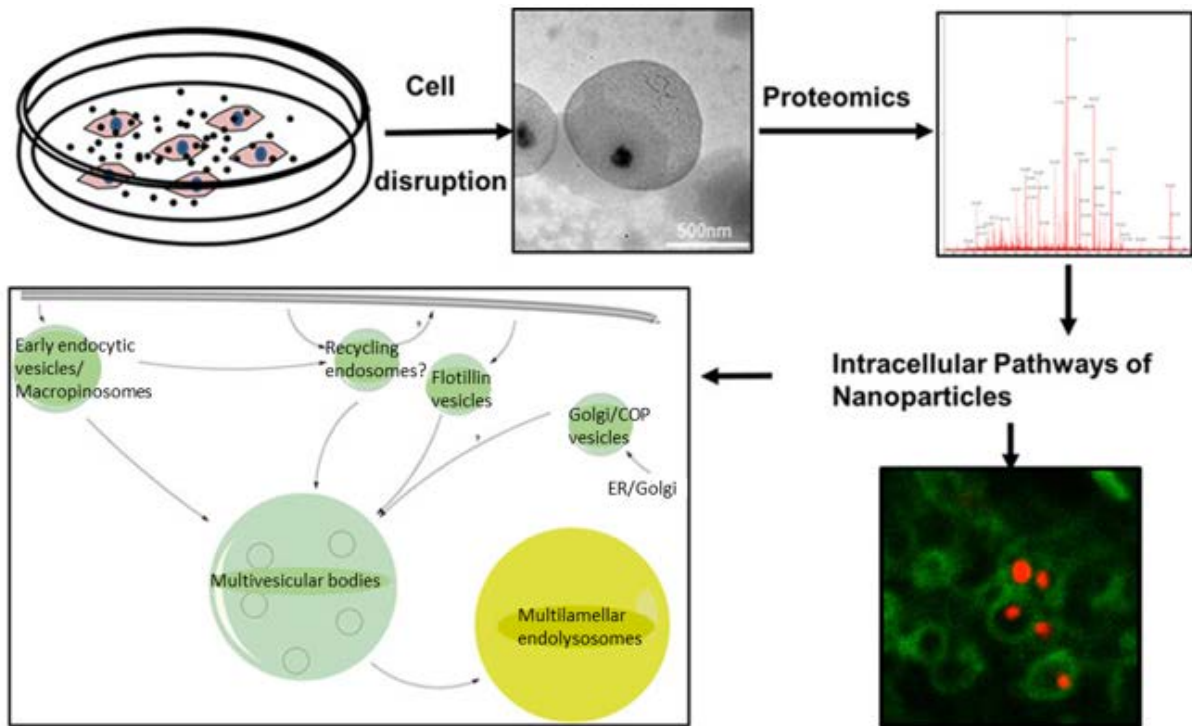 Cell
disruption
500nm
Proteomics
Intracellular Pathways of
Nanoparticles
Early endocytic
vesicles/
Macropinosomes
Recycling
endosomes?
?
Flotillin
vesicles
Golgi/COP
vesicles
?
ER/Golgi
Multivesicular bodies
Multilamellar
endolysosomes